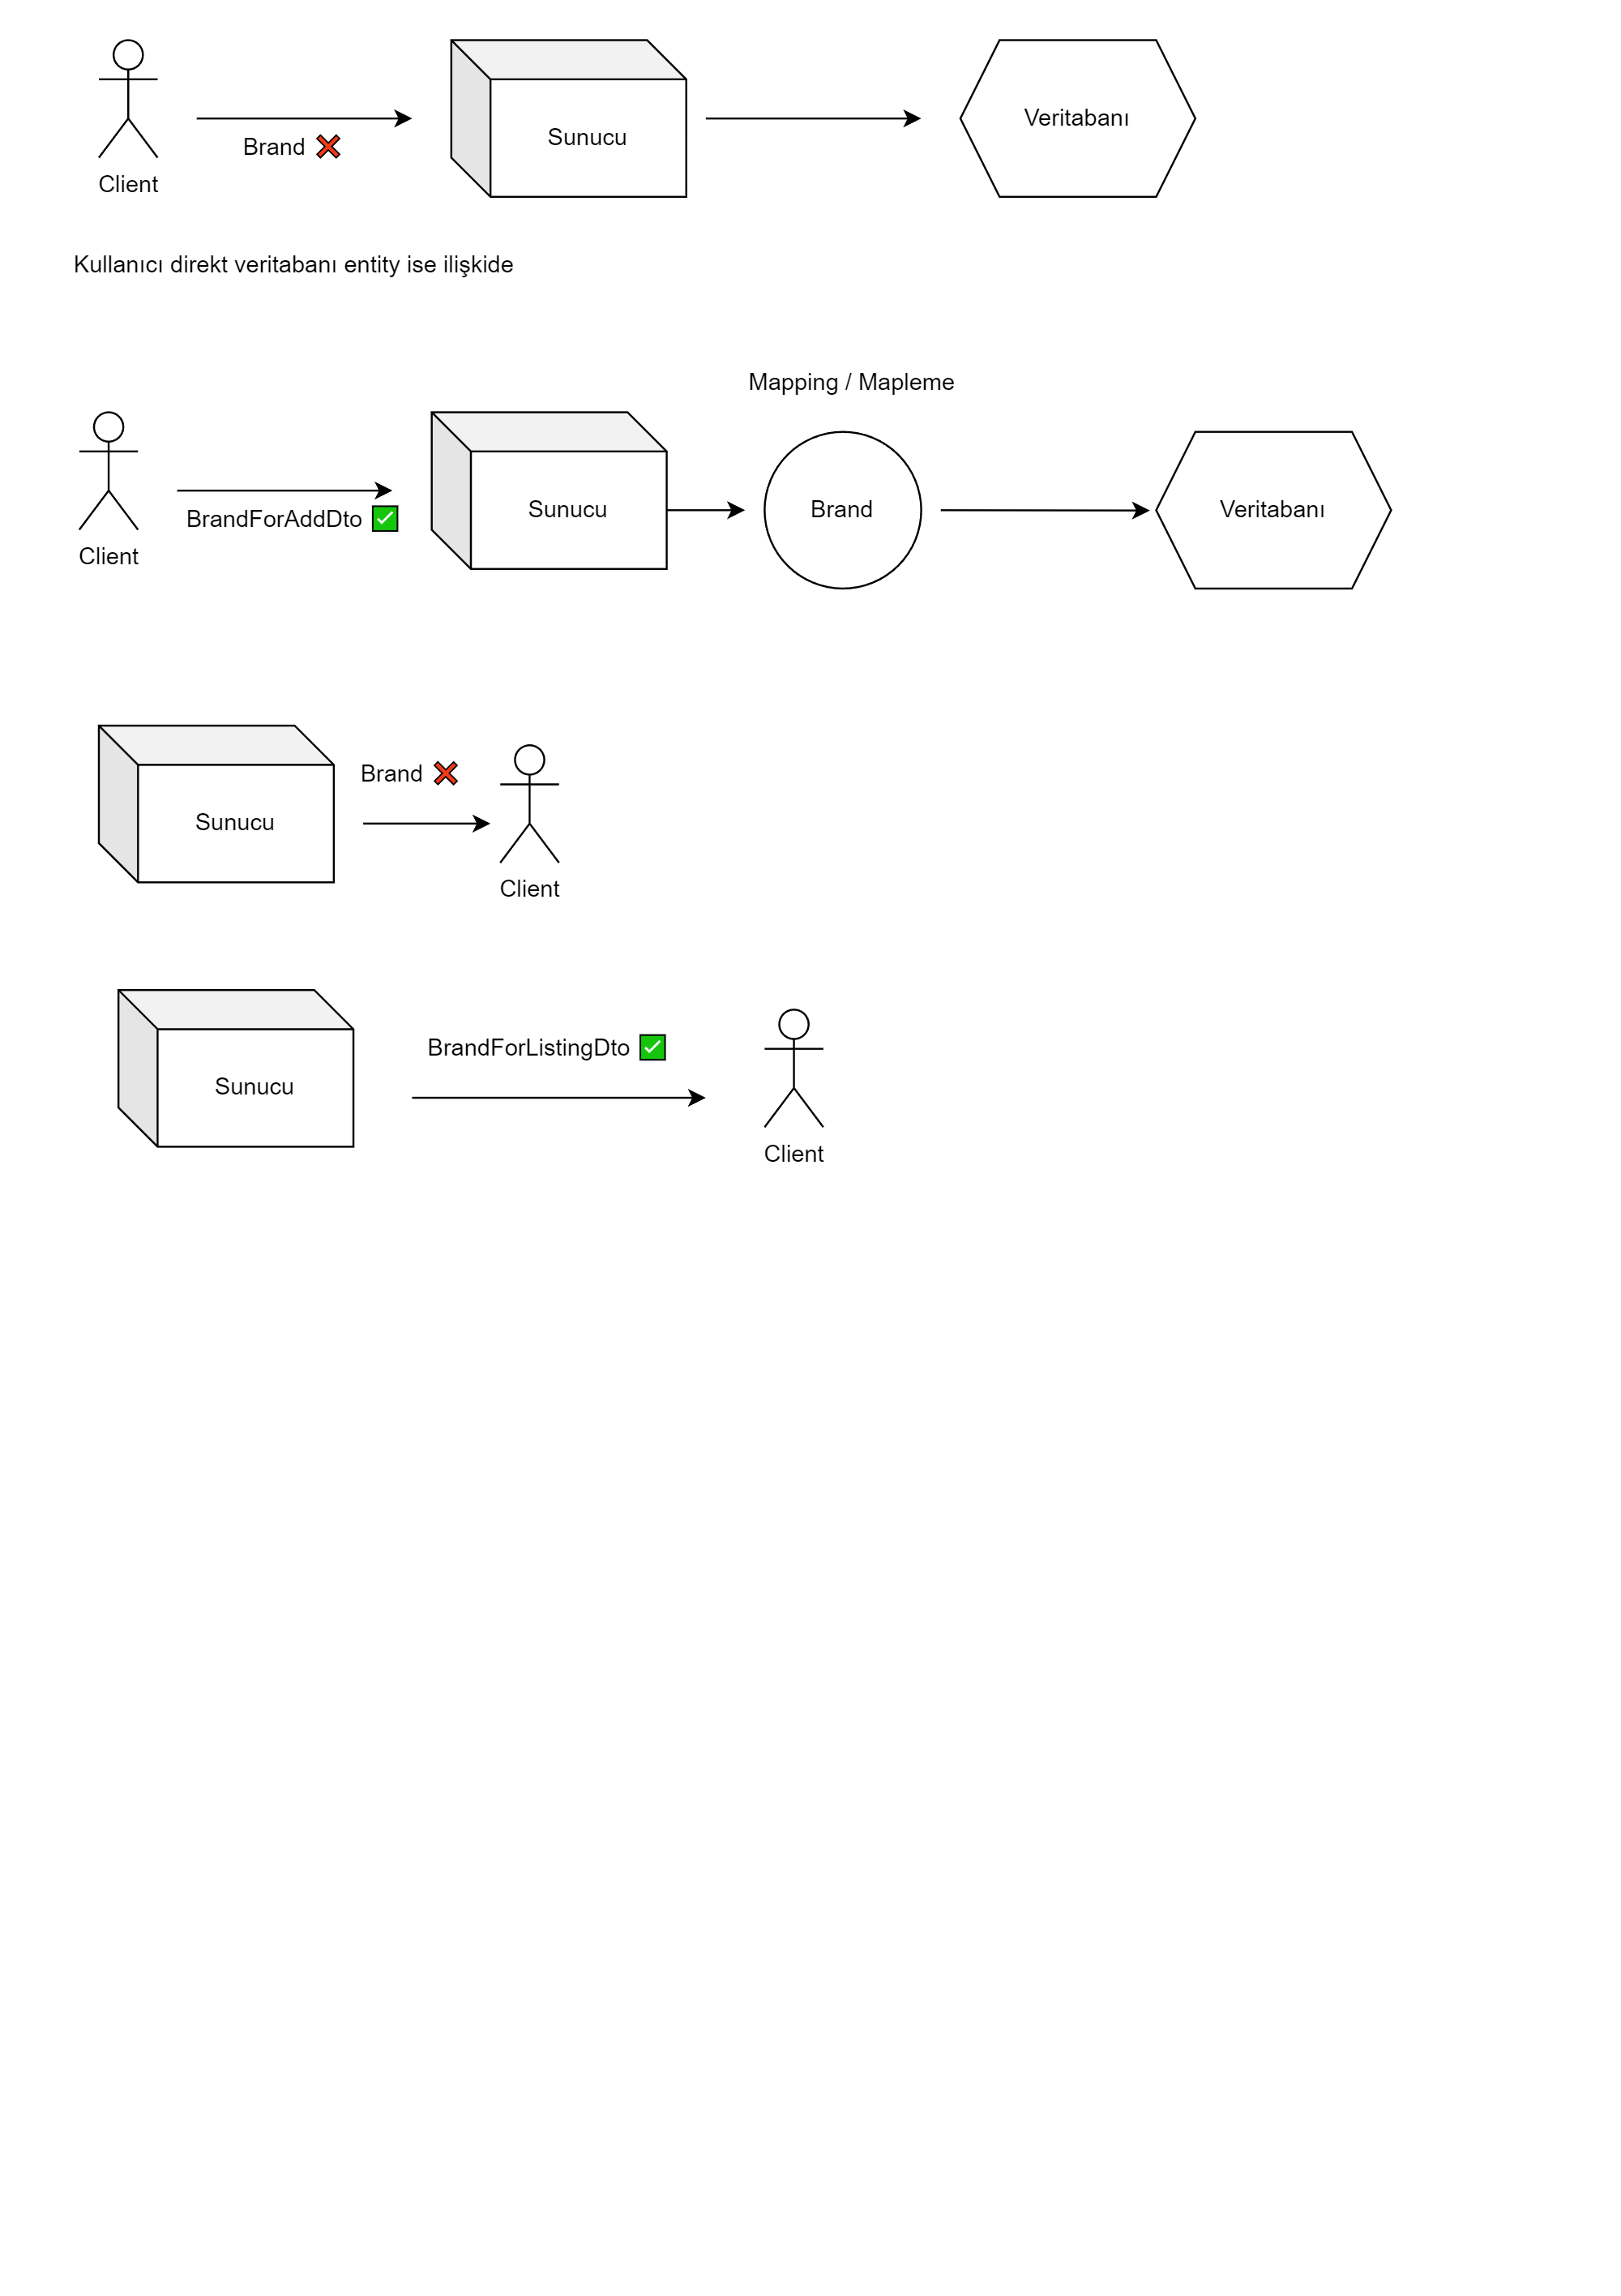 Brand
Sunucu
Veritabanı
Client
Kullanıcı direkt veritabanı entity ise ilişkide
Mapping / Mapleme
BrandForAddDto
Sunucu
Brand
Veritabanı
Client
Brand
Sunucu
Client
BrandForListingDto
Sunucu
Client